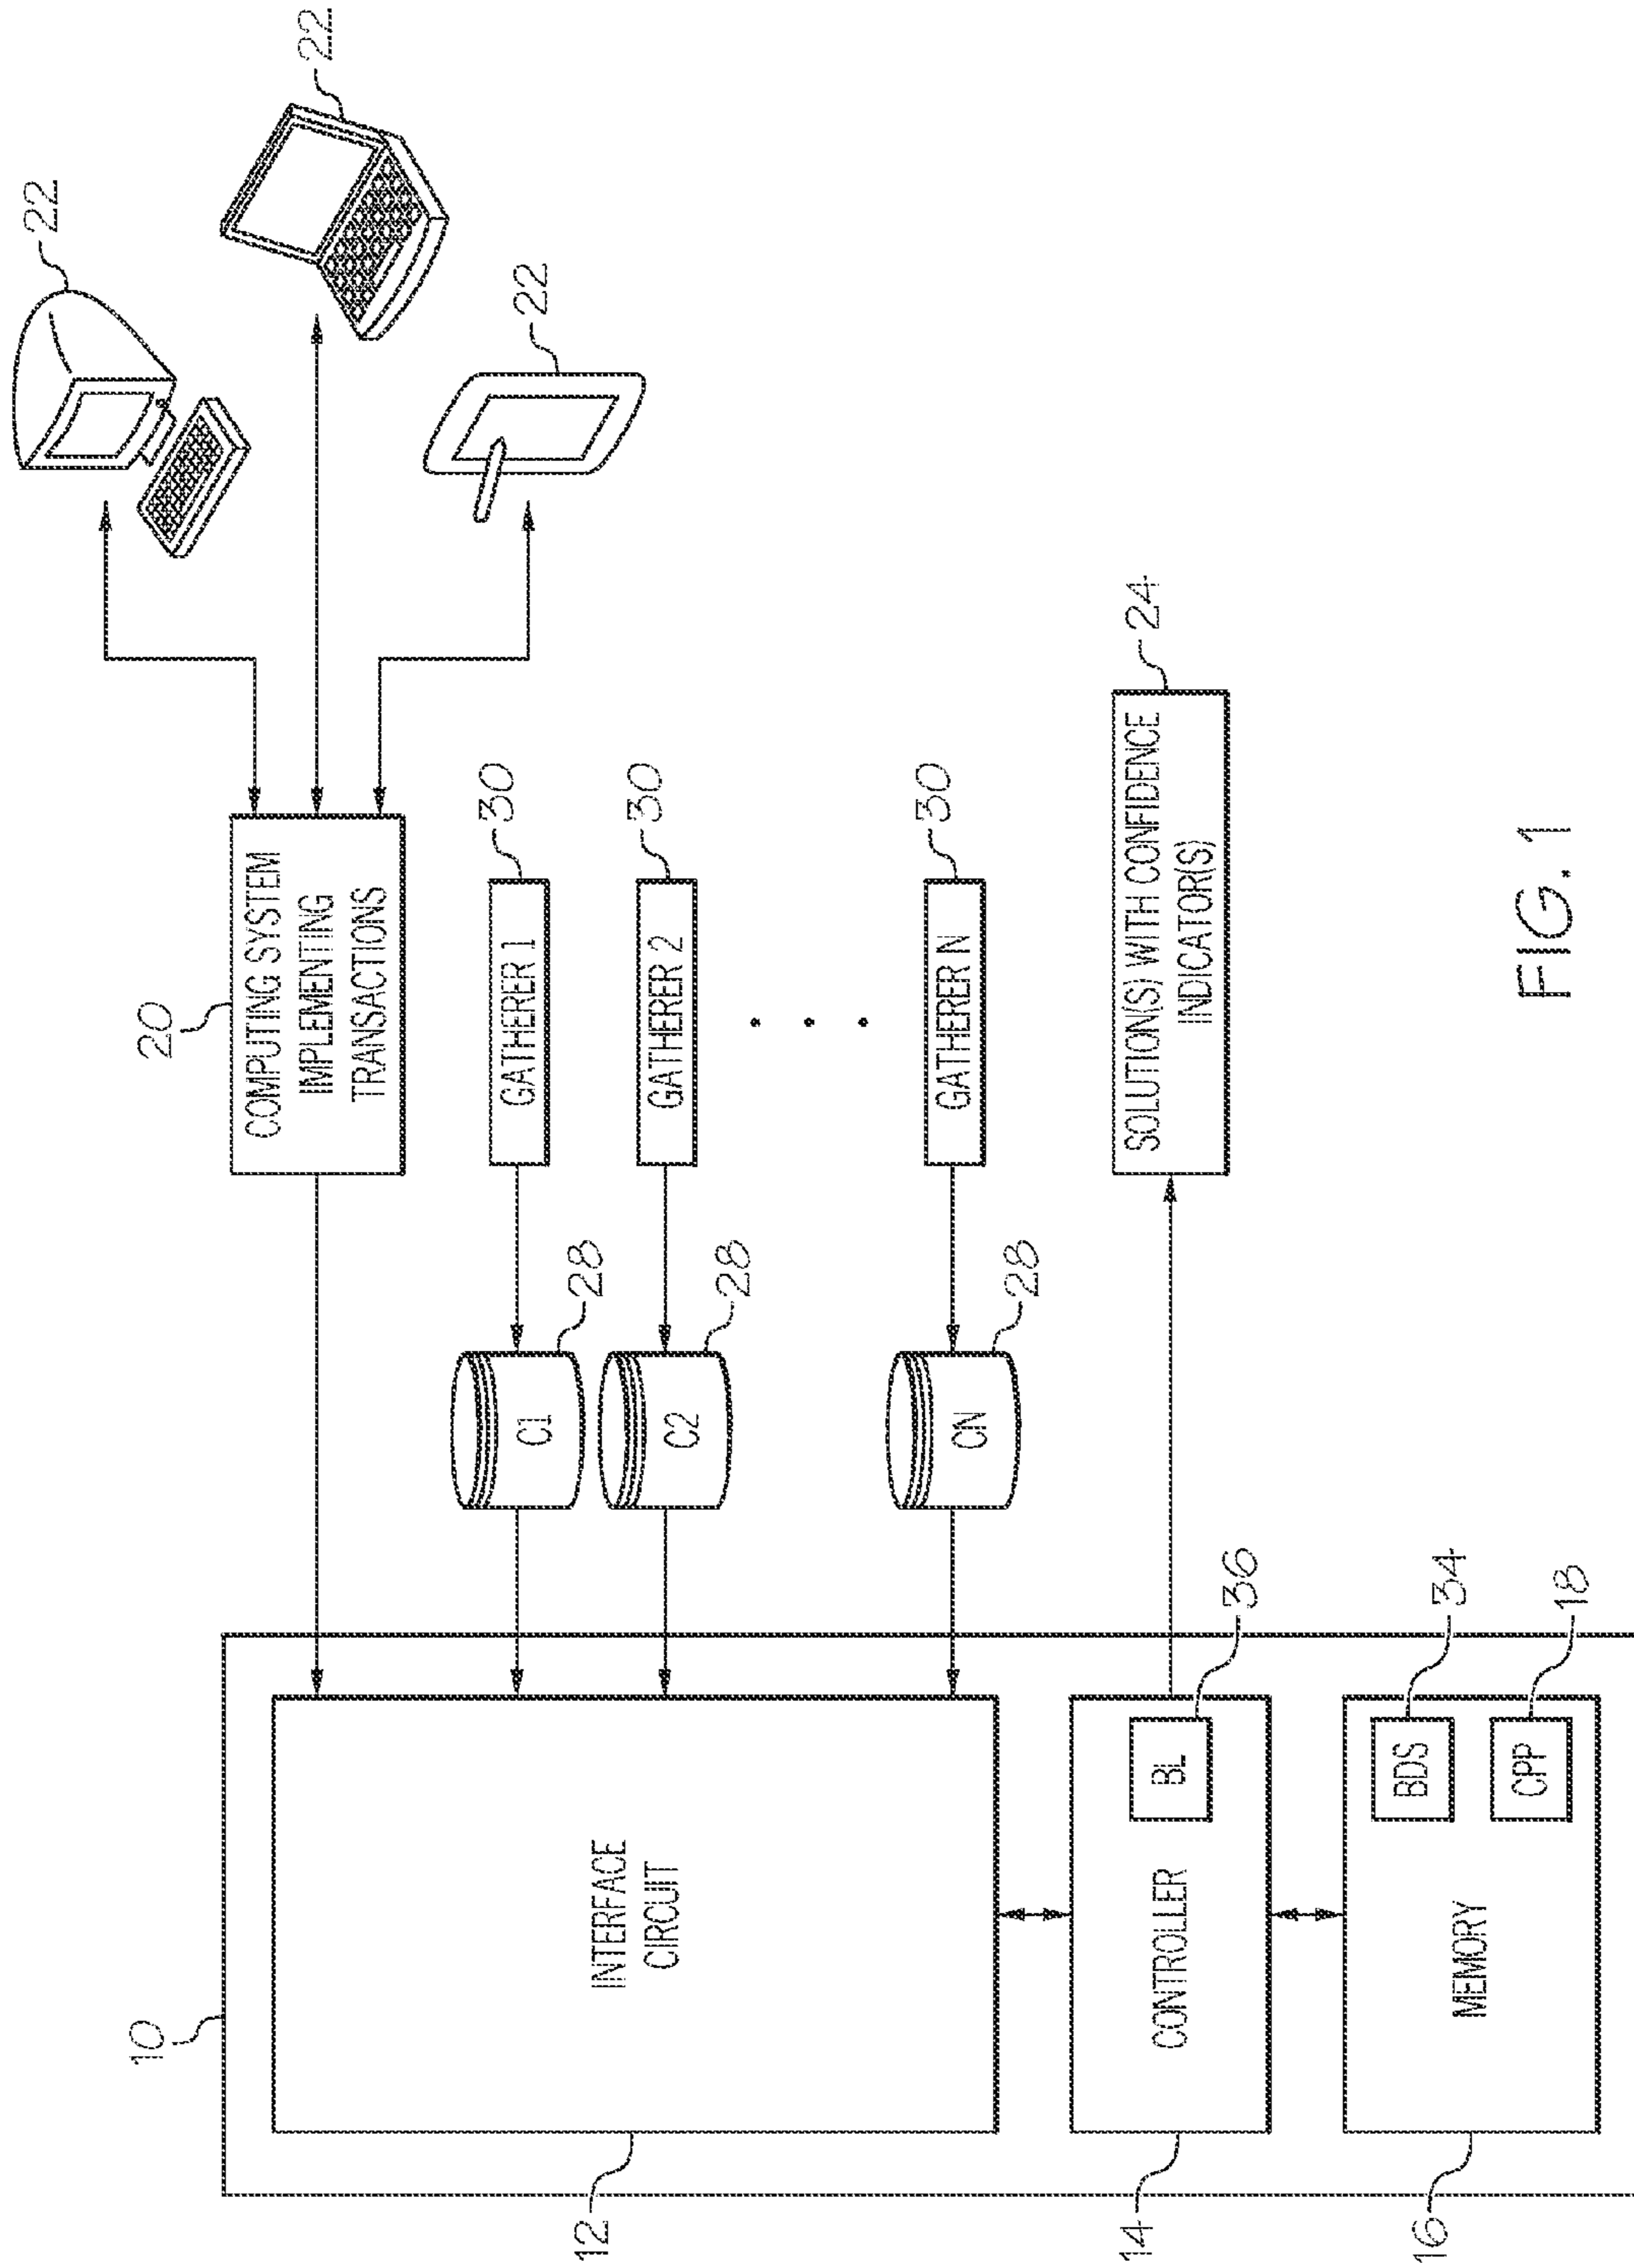 22
22
22
20
COMPUTING SYSTEM
IMPLEMENTING
TRANSACTIONS
10
INTERFACE
CIRCUIT
12
C1
28
GATHERER 1
30
C2
28
GATHERER 2
30
CN
28
GATHERER N
30
CONTROLLER
BL
36
14
SOLUTION(S) WITH CONFIDENCE
INDICATOR(S)
24
MEMORY
BDS
34
CPP
18
16
FIG. 1